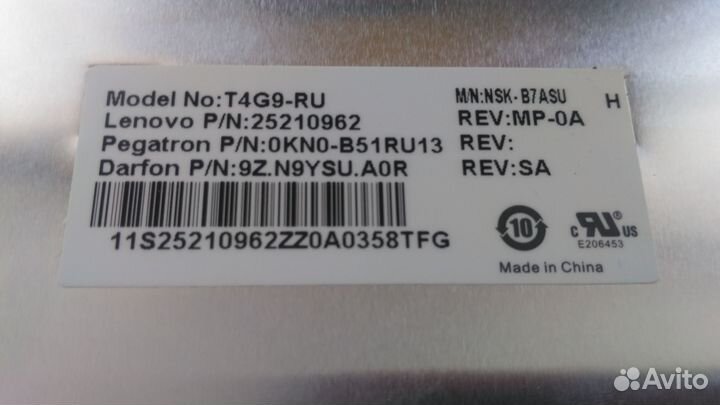 Model No:T4G9-RU M/N:NSK-B7ASU H
Lenovo P/N:25210962 REV:MP-0A
Pegatron P/N:0KN0-B51RU13 REV:
Darfon P/N:9Z.N9YSU.A0R REV:SA
11S25210962ZZ0A0358TFG
10
c RU US
E206453
Made in China
Avito